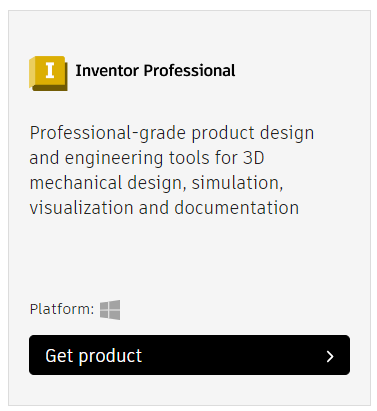 I
Inventor Professional
Professional-grade product design
and engineering tools for 3D
mechanical design, simulation,
visualization and documentation
Platform:
Get product